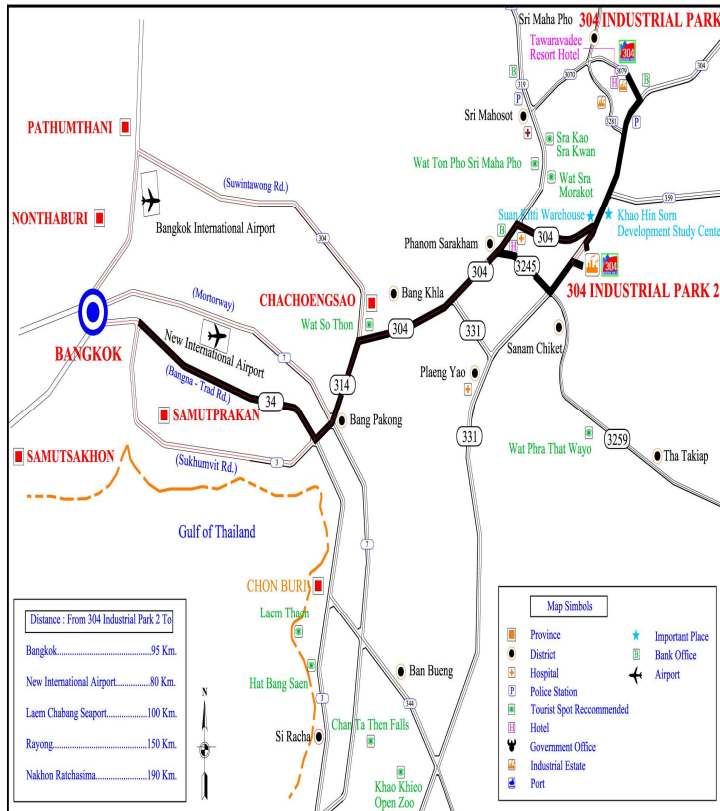 Sri Maha Pho
304 INDUSTRIAL PARK
Tawaravadee
Resort Hotel
304
304
B
319
P
3070
3079
H
B
Sri Mahosot
3281
P
PATHUMTHANI
Sra Kao
Sra Kwan
Wat Ton Pho Sri Maha Pho
Wat Sra
Morakot
(Suwintawong Rd.)
359
NONTHABURI
Bangkok International Airport
Suan Kitti Warehouse
Khao Hin Sorn
Development Study Center
304
Phanom Sarakham
B
H
304
304
3245
304
304 INDUSTRIAL PARK 2
(Mortorway)
CHACHOENGSAO
Bang Khla
BANGKOK
New International Airport
Wat So Thon
304
331
Sanam Chiket
7
(Bangna - Trad Rd.)
314
Plaeng Yao
34
SAMUTPRAKAN
Bang Pakong
331
Wat Phra That Wayo
3259
SAMUTSAKHON
(Sukhumvit Rd.)
3
Tha Takiap
Gulf of Thailand
7
CHON BURI
Laem Thaen
Hat Bang Saen
Ban Bueng
3
344
Si Racha
Chan Ta Then Falls
Khao Khieo
Open Zoo
N
Distance : From 304 Industrial Park 2 To
Bangkok........................................95 Km.
New International Airport..............80 Km.
Laem Chabang Seaport.................100 Km.
Rayong........................................150 Km.
Nakhon Ratchasima......................190 Km.
Map Simbols
Province
District
Hospital
P Police Station
Tourist Spot Reccommended
H Hotel
Government Office
Industrial Estate
Port
Important Place
B Bank Office
Airport